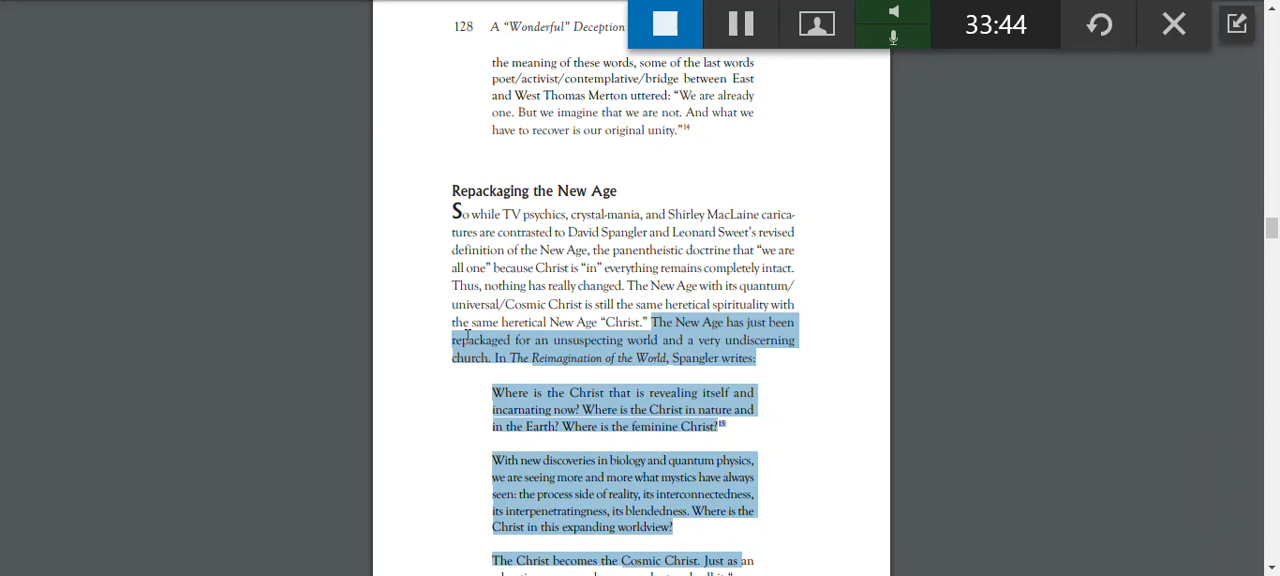 128 A “Wonderful” Deception
33:44
the meaning of these words, some of the last words
poet/activist/contemplative/bridge between East
and West Thomas Merton uttered: “We are already
one. But we imagine that we are not. And what we
have to recover is our original unity.”14
Repackaging the New Age
So while TV psychics, crystal-mania, and Shirley MacLaine carica-
tures are contrasted to David Spangler and Leonard Sweet’s revised
definition of the New Age, the panentheistic doctrine that “we are
all one” because Christ is “in” everything remains completely intact.
Thus, nothing has really changed. The New Age with its quantum/
universal/Cosmic Christ is still the same heretical spirituality with
the same heretical New Age “Christ.” The New Age has just been
repackaged for an unsuspecting world and a very undiscerning
church. In The Reimagination of the World, Spangler writes:
Where is the Christ that is revealing itself and
incarnating now? Where is the Christ in nature and
in the Earth? Where is the feminine Christ?15
With new discoveries in biology and quantum physics,
we are seeing more and more what mystics have always
seen: the process side of reality, its interconnectedness,
its interpenetratingness, its blendedness. Where is the
Christ in this expanding worldview?
The Christ becomes the Cosmic Christ. Just as an